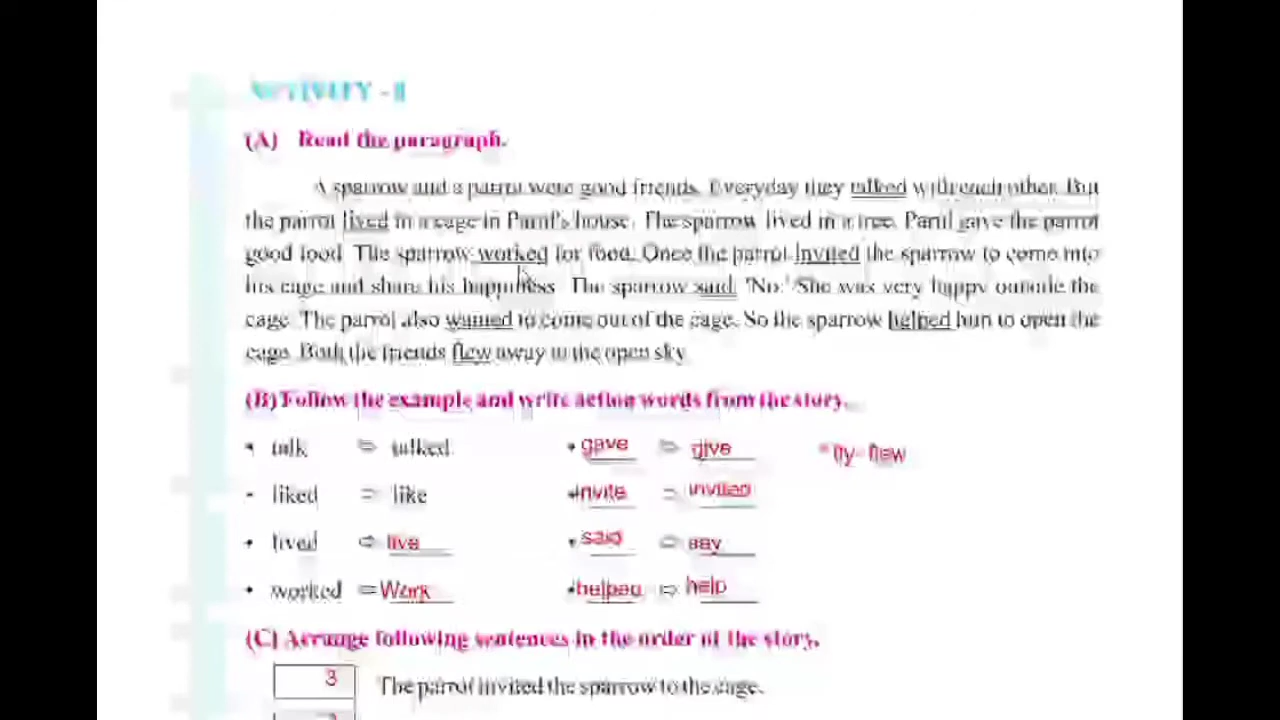 ACTIVITY - 8
(A) Read the paragraph.
A sparrow and a parrot were good friends. Everyday they talked with each other. But
the parrot lived in a cage in Parul's house. The sparrow lived in a tree. Parul gave the parrot
good food. The sparrow worked for food. Once the parrot invited the sparrow to come into
his cage and share his happiness. The sparrow said, 'No.' She was very happy outside the
cage. The parrot also wanted to come out of the cage. So the sparrow helped him to open the
cage. Both the friends flew away in the open sky.
(B) Follow the example and write action words from the story.
• talk ⇨ talked • gave ⇨ give * fly- flew
• liked ⇨ like • invite ⇨ invited
• lived ⇨ live • said ⇨ say
• worked ⇨ Work • helped ⇨ help
(C) Arrange following sentences in the order of the story.
3 The parrot invited the sparrow to the cage.